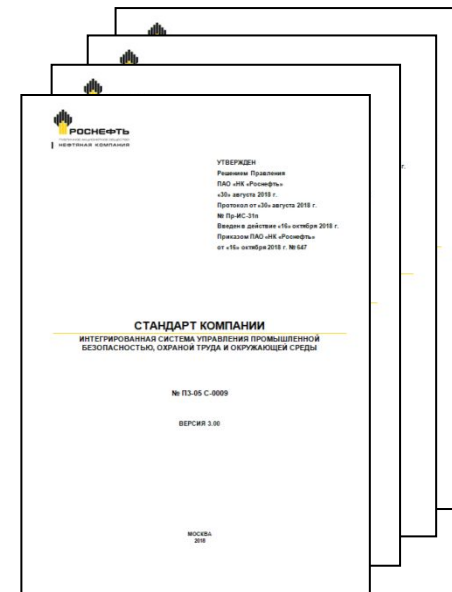 РОСНЕФТЬ
НЕФТЯНАЯ КОМПАНИЯ
УТВЕРЖДЕН
Решением Правления
ПАО «НК «Роснефть»
«30» августа 2018 г.
Протокол от «30» августа 2018 г.
№ Пр-ИС-31п
Введен в действие «16» октября 2018 г.
Приказом ПАО «НК «Роснефть»
от «16» октября 2018 г. № 647
г.
СТАНДАРТ КОМПАНИИ
ИНТЕГРИРОВАННАЯ СИСТЕМА УПРАВЛЕНИЯ ПРОМЫШЛЕННОЙ
БЕЗОПАСНОСТЬЮ, ОХРАНОЙ ТРУДА И ОКРУЖАЮЩЕЙ СРЕДЫ
№ П3-05 С-0009
ВЕРСИЯ 3.00
МОСКВА
2018